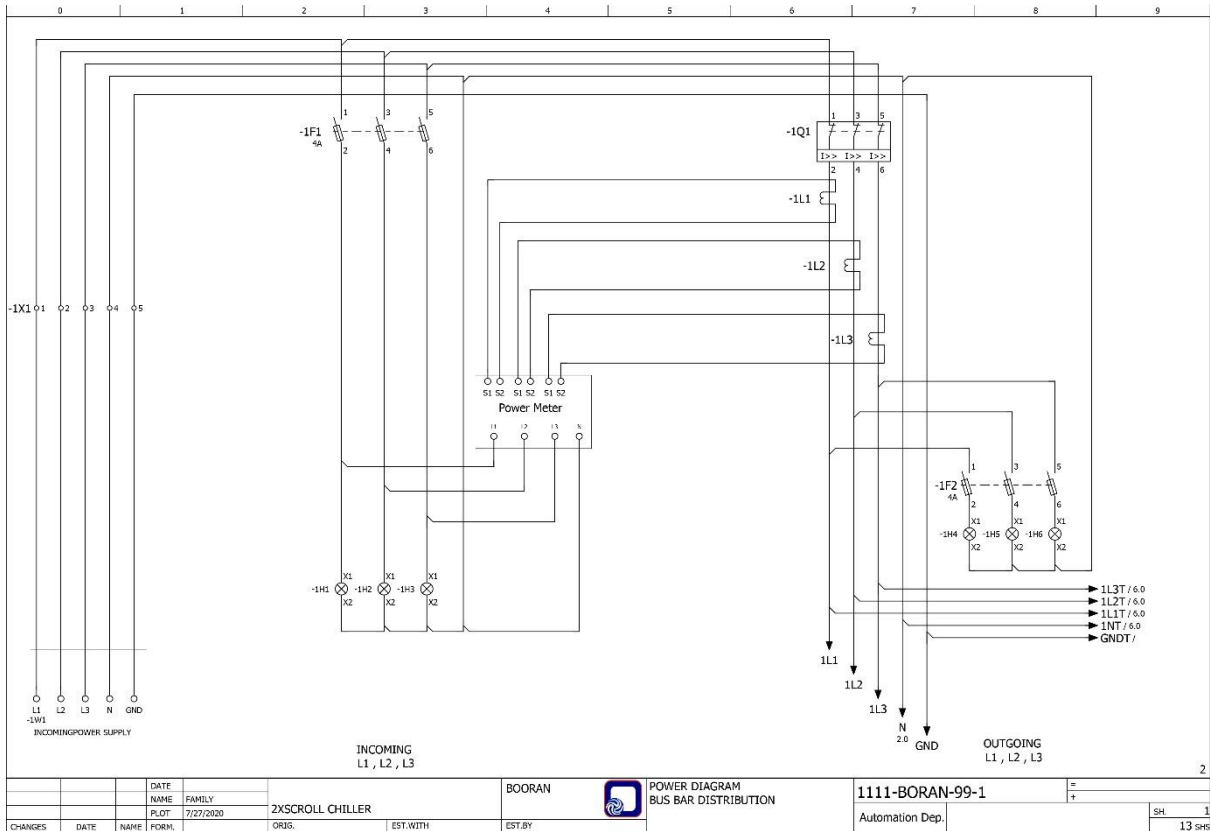 0 1 2 3 4 5 6 7 8 9
1 3 5
-1F1
4A
2 4 6
1 3 5
-1Q1
I>> I>> I>>
2 4 6
-1L1
-1L2
-1X1 1 2 3 4 5
-1L3
S1 S2 S1 S2 S1 S2
Power Meter
L1 L2 L3 N
1 3 5
-1F2
4A
2 4 6
X1 X1 X1
-1H4 -1H5 -1H6
X2 X2 X2
X1 X1 X1
-1H1 -1H2 -1H3
X2 X2 X2
1L3T / 6.0
1L2T / 6.0
1L1T / 6.0
1NT / 6.0
GNDT /
1L1
1L2
1L3
N
2.0
GND
L1 L2 L3 N GND
-1W1
INCOMINGPOWER SUPPLY
INCOMING
L1 , L2 , L3
OUTGOING
L1 , L2 , L3
2
DATE
NAME FAMILY
PLOT 7/27/2020
CHANGES DATE NAME FORM.
2XSCROLL CHILLER
ORIG. EST.WITH EST.BY
BOORAN
POWER DIAGRAM
BUS BAR DISTRIBUTION
1111-BORAN-99-1
Automation Dep.
=
+
SH. 1
13 SHS